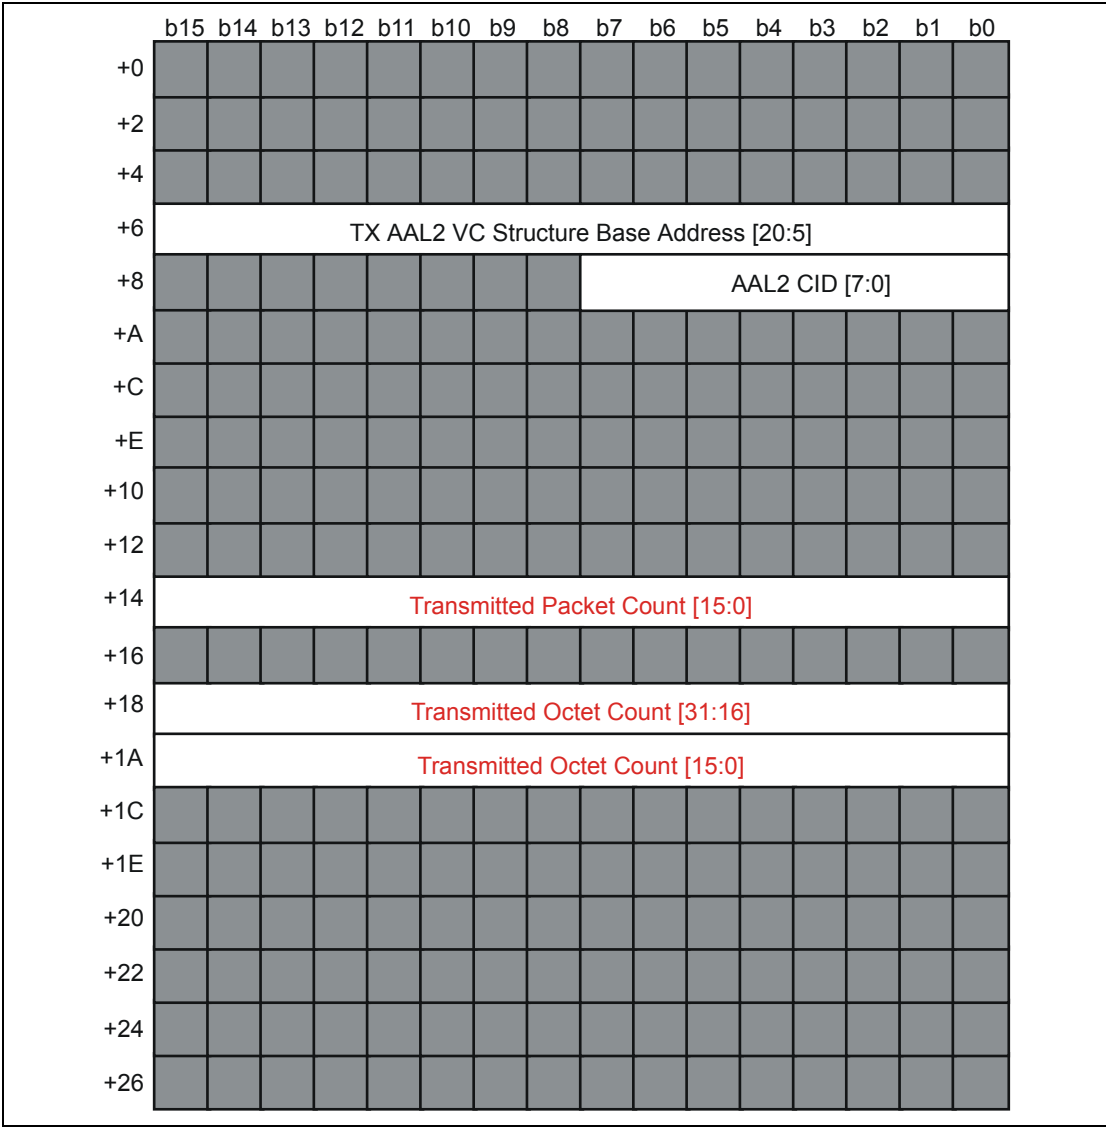 b15 b14 b13 b12 b11 b10 b9 b8 b7 b6 b5 b4 b3 b2 b1 b0
+0
+2
+4
+6 TX AAL2 VC Structure Base Address [20:5]
+8 AAL2 CID [7:0]
+A
+C
+E
+10
+12
+14 Transmitted Packet Count [15:0]
+16
+18 Transmitted Octet Count [31:16]
+1A Transmitted Octet Count [15:0]
+1C
+1E
+20
+22
+24
+26